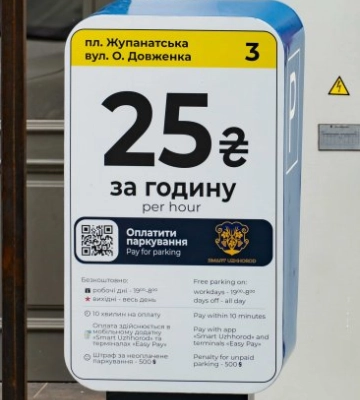 пл. Жупанатська
вул. О. Довженка
3
25₴
за годину
per hour
Оплатити
паркування
Pay for parking
SMART UZHHOROD
P
Безкоштовно:
робочі дні - 19⁰⁰-8⁰⁰
вихідні - весь день
10 хвилин на оплату
Оплата здійснюється в
мобільному додатку
«Smart Uzhhorod» та
терміналах «Easy Pay»
Штраф за неоплачене
паркування - 500 ₴
Free parking on:
workdays - 19⁰⁰-8⁰⁰
days off - all day
Pay within 10 minutes
Pay with app
«Smart Uzhhorod» and
terminals «Easy Pay»
Penalty for unpaid
parking - 500 ₴